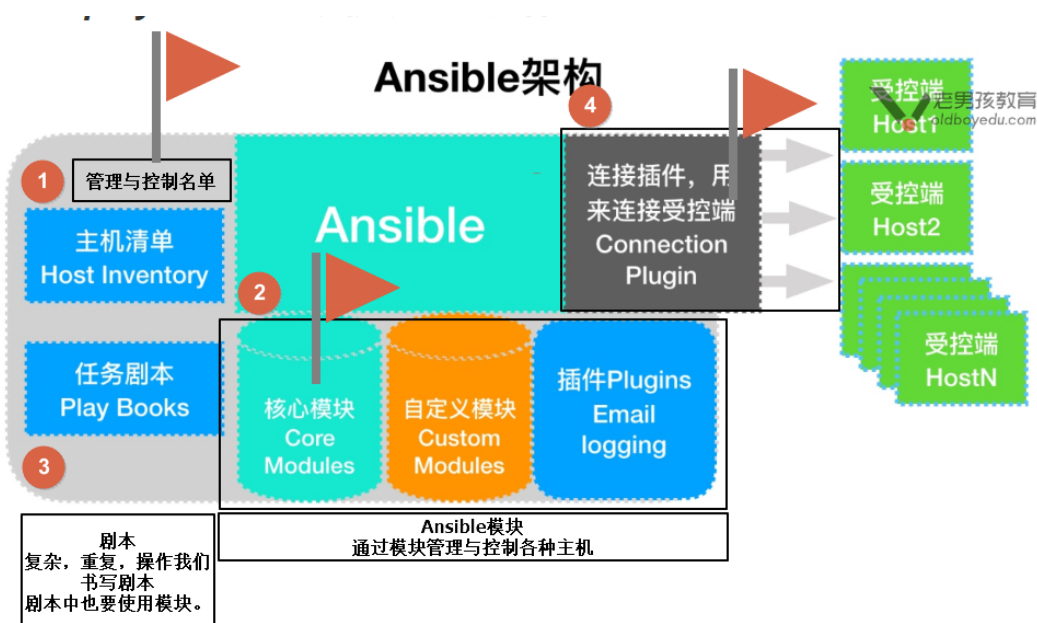 Ansible架构
老男孩教育
oldboyedu.com
1
管理与控制名单
主机清单
Host Inventory
任务剧本
Play Books
3
剧本
复杂，重复，操作我们
书写剧本
剧本中也要使用模块。
Ansible
2
核心模块
Core
Modules
自定义模块
Custom
Modules
插件Plugins
Email
logging
Ansible模块
通过模块管理与控制各种主机
4
连接插件，用
来连接受控端
Connection
Plugin
受控端
Host1
受控端
Host2
受控端
HostN